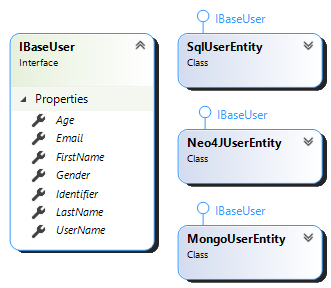 IBaseUser
Interface
Properties
Age
Email
FirstName
Gender
Identifier
LastName
UserName
IBaseUser
SqlUserEntity
Class
IBaseUser
Neo4JUserEntity
Class
IBaseUser
MongoUserEntity
Class